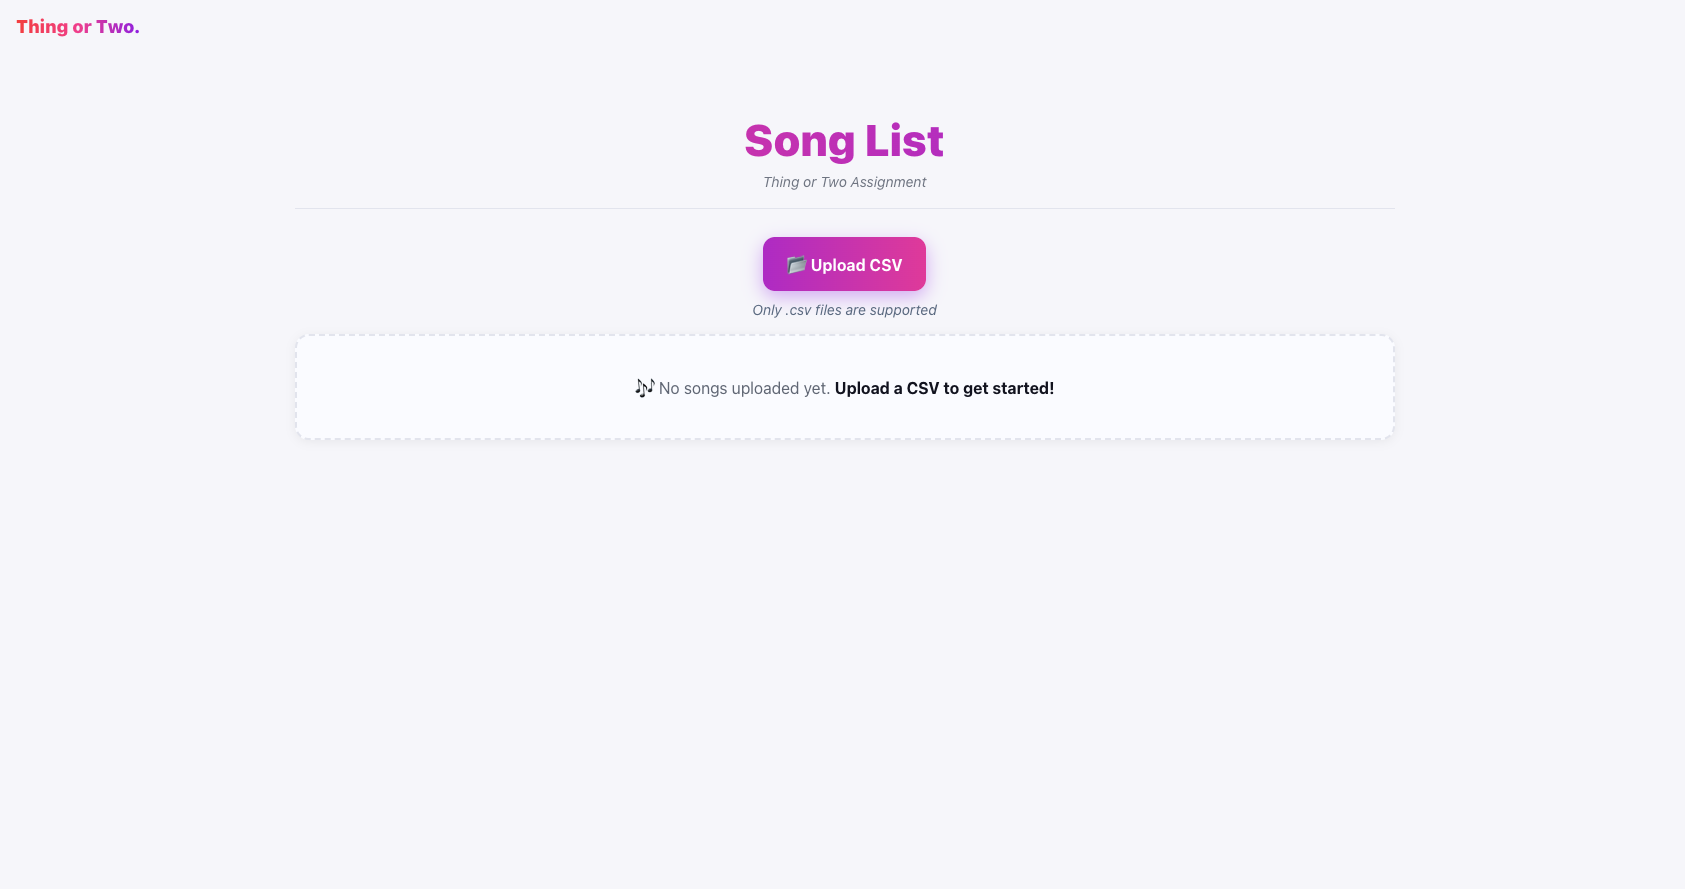 Thing or Two.
Song List
Thing or Two Assignment
Upload CSV
Only .csv files are supported
No songs uploaded yet. Upload a CSV to get started!